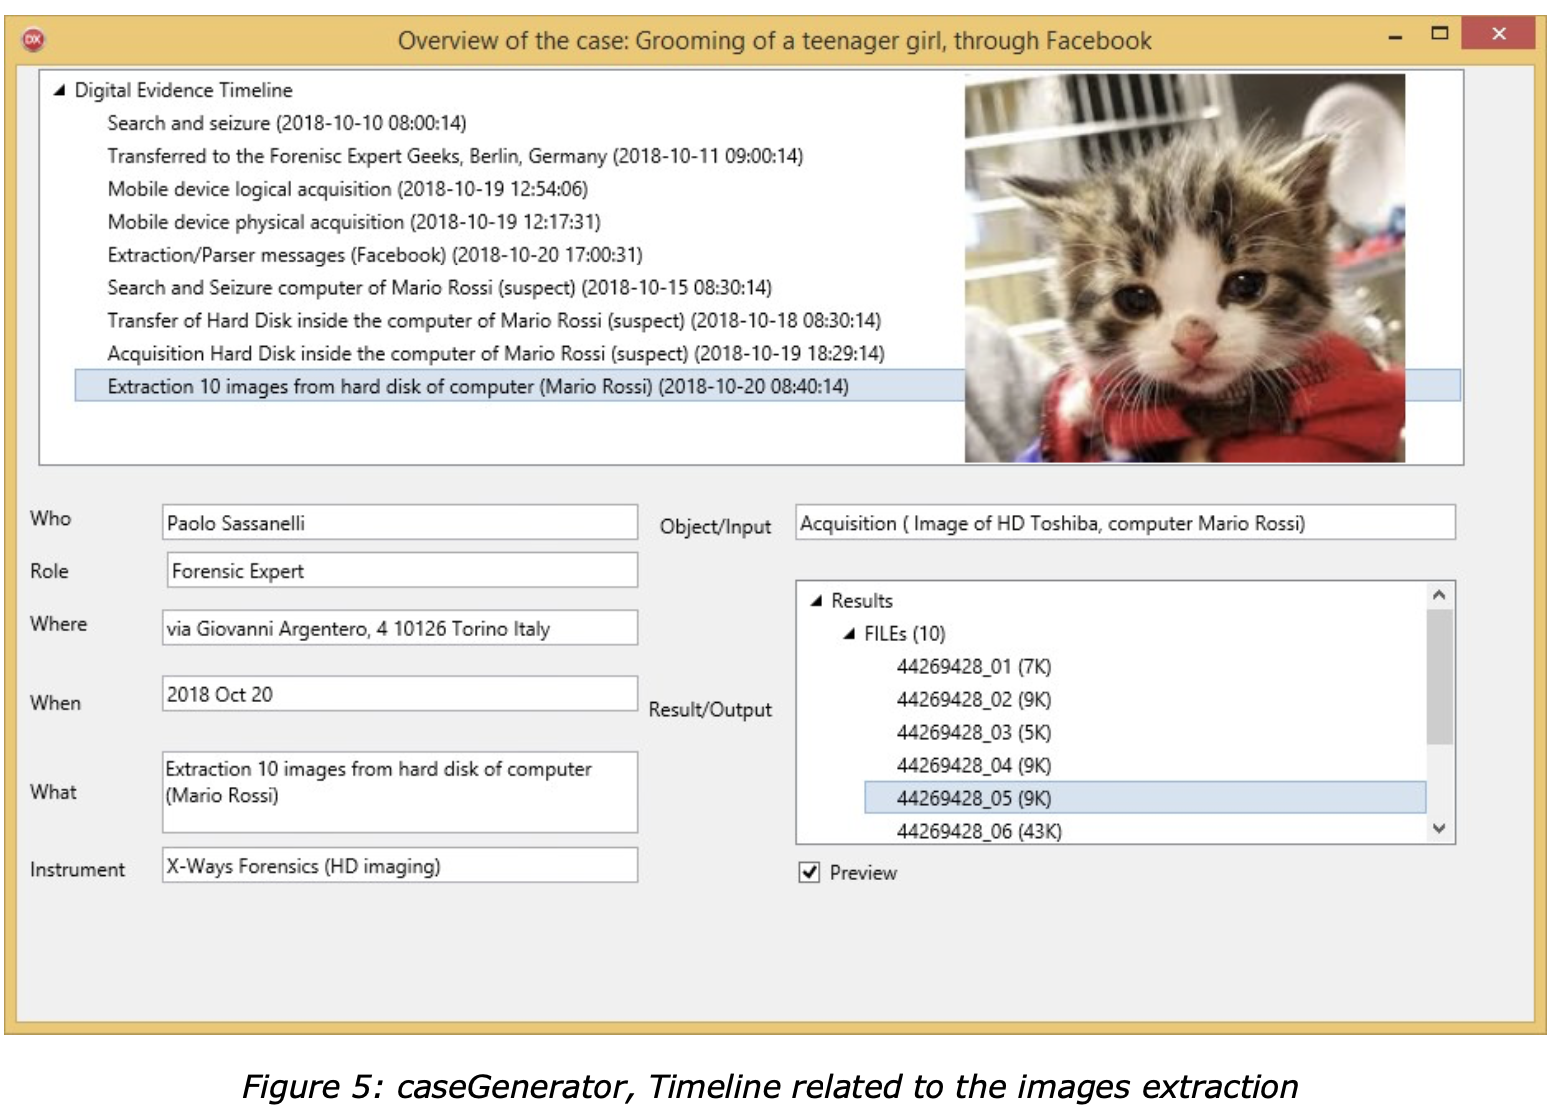 DX
Overview of the case: Grooming of a teenager girl, through Facebook
Digital Evidence Timeline
Search and seizure (2018-10-10 08:00:14)
Transferred to the Forenisc Expert Geeks, Berlin, Germany (2018-10-11 09:00:14)
Mobile device logical acquisition (2018-10-19 12:54:06)
Mobile device physical acquisition (2018-10-19 12:17:31)
Extraction/Parser messages (Facebook) (2018-10-20 17:00:31)
Search and Seizure computer of Mario Rossi (suspect) (2018-10-15 08:30:14)
Transfer of Hard Disk inside the computer of Mario Rossi (suspect) (2018-10-18 08:30:14)
Acquisition Hard Disk inside the computer of Mario Rossi (suspect) (2018-10-19 18:29:14)
Extraction 10 images from hard disk of computer (Mario Rossi) (2018-10-20 08:40:14)
Who
Paolo Sassanelli
Role
Forensic Expert
Where
via Giovanni Argentero, 4 10126 Torino Italy
When
2018 Oct 20
What
Extraction 10 images from hard disk of computer
(Mario Rossi)
Instrument
X-Ways Forensics (HD imaging)
Object/Input
Acquisition ( Image of HD Toshiba, computer Mario Rossi)
Result/Output
Results
FILEs (10)
44269428_01 (7K)
44269428_02 (9K)
44269428_03 (5K)
44269428_04 (9K)
44269428_05 (9K)
44269428_06 (43K)
Preview
Figure 5: caseGenerator, Timeline related to the images extraction